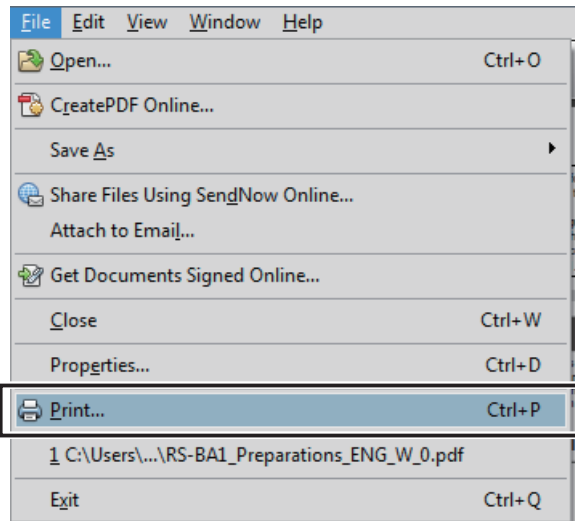 File Edit View Window Help
Open... Ctrl+O
CreatePDF Online...
Save As
Share Files Using SendNow Online...
Attach to Email...
Get Documents Signed Online...
Close Ctrl+W
Properties... Ctrl+D
Print... Ctrl+P
1 C:\Users\...\RS-BA1_Preparations_ENG_W_0.pdf
Exit Ctrl+Q